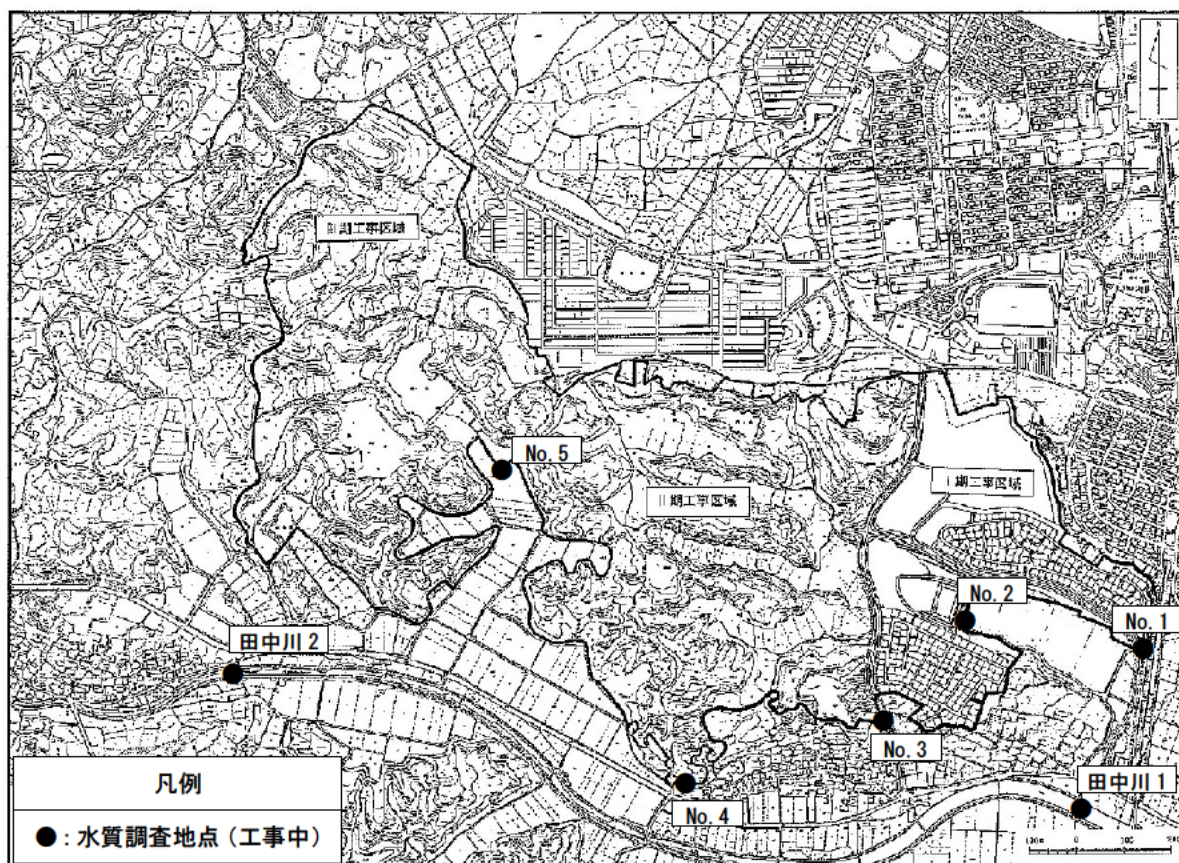 N
III期工事区域
No. 5
II期工事区域
I期工事区域
No. 2
No. 1
田中川 2
No. 3
No. 4
田中川 1
凡例
●：水質調査地点（工事中）